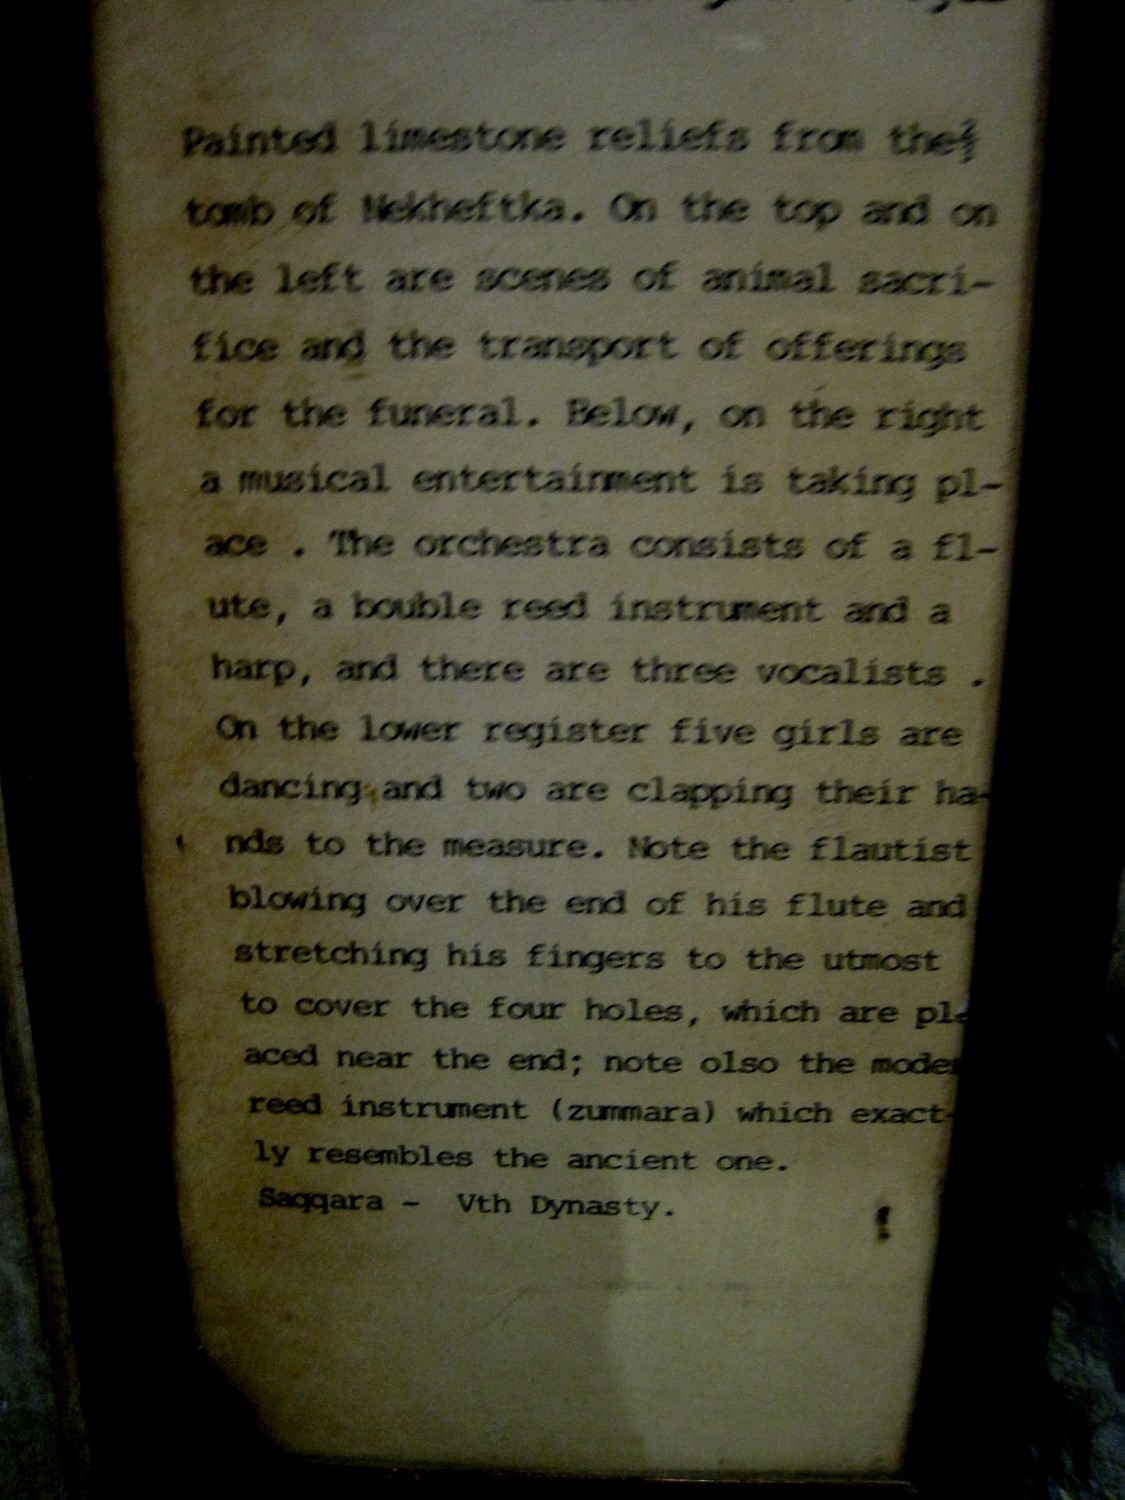 Painted limestone reliefs from the
tomb of Nekheftka. On the top and on
the left are scenes of animal sacri-
fice and the transport of offerings
for the funeral. Below, on the right
a musical entertainment is taking pl-
ace . The orchestra consists of a fl-
ute, a bouble reed instrument and a
harp, and there are three vocalists .
On the lower register five girls are
dancing and two are clapping their ha-
nds to the measure. Note the flautist
blowing over the end of his flute and
stretching his fingers to the utmost
to cover the four holes, which are pl-
aced near the end; note olso the moder
reed instrument (zummara) which exact-
ly resembles the ancient one.
Saqqara - Vth Dynasty.